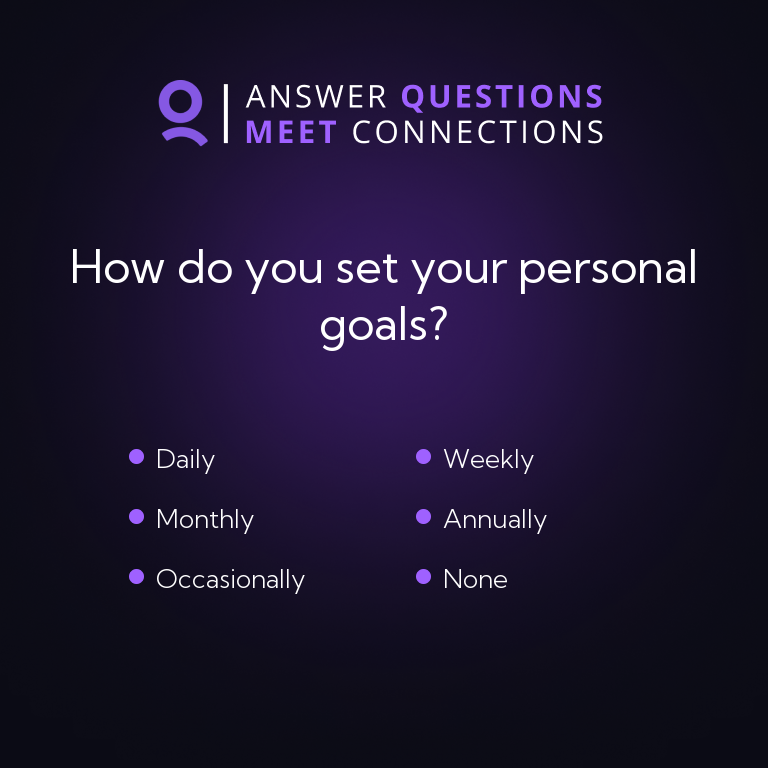 ANSWER QUESTIONS
MEET CONNECTIONS
How do you set your personal
goals?
Daily
Weekly
Monthly
Annually
Occasionally
None